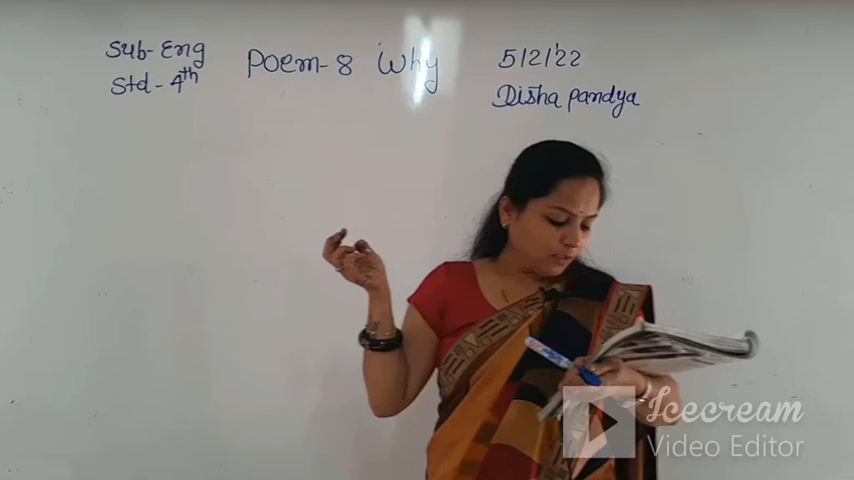 Sub-Eng
Std-4th
Poem-8 Why
5/2/22
Disha Pandya
Icecream
Video Editor